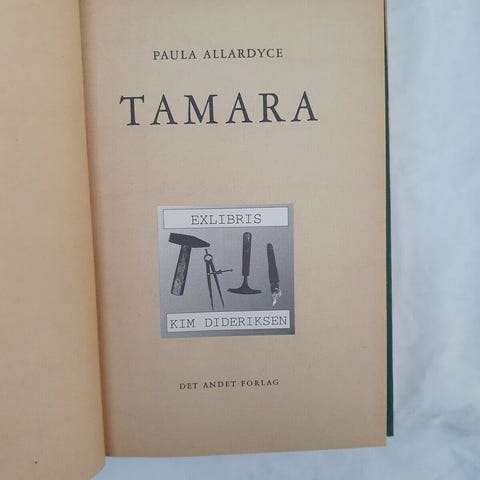 PAULA ALLARDYCE
TAMARA
EXLIBRIS
KIM DIDERIKSEN
DET ANDET FORLAG